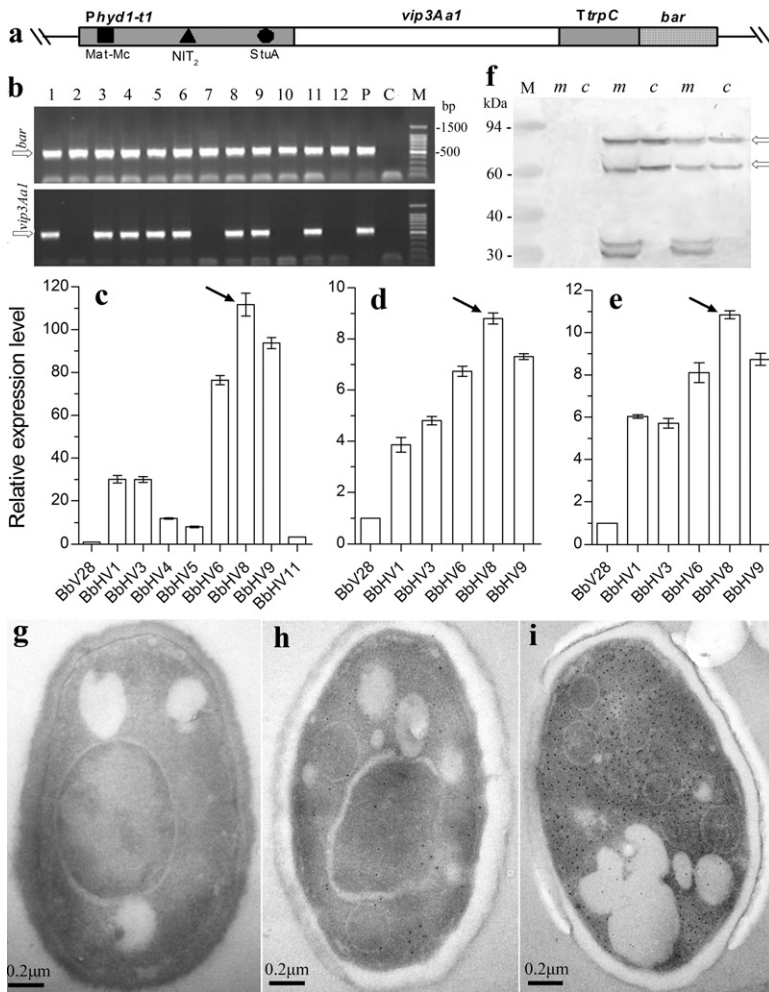 a
Phyd1-t1 vip3Aa1 TtrpC bar
Mat-Mc NIT2 StuA
b
1 2 3 4 5 6 7 8 9 10 11 12 P C M
bp
-1500
-500
bar
vip3Aa1
f
M m c m c m c
kDa
94 -
60 -
40 -
30 -
Relative expression level
c
120
100
80
60
40
30
20
10
0
BbV28 BbHV1 BbHV3 BbHV4 BbHV5 BbHV6 BbHV8 BbHV9 BbHV11
d
10
8
6
4
2
0
BbV28 BbHV1 BbHV3 BbHV6 BbHV8 BbHV9
e
12
10
8
6
4
2
0
BbV28 BbHV1 BbHV3 BbHV6 BbHV8 BbHV9
g
0.2μm
h
0.2μm
i
0.2μm